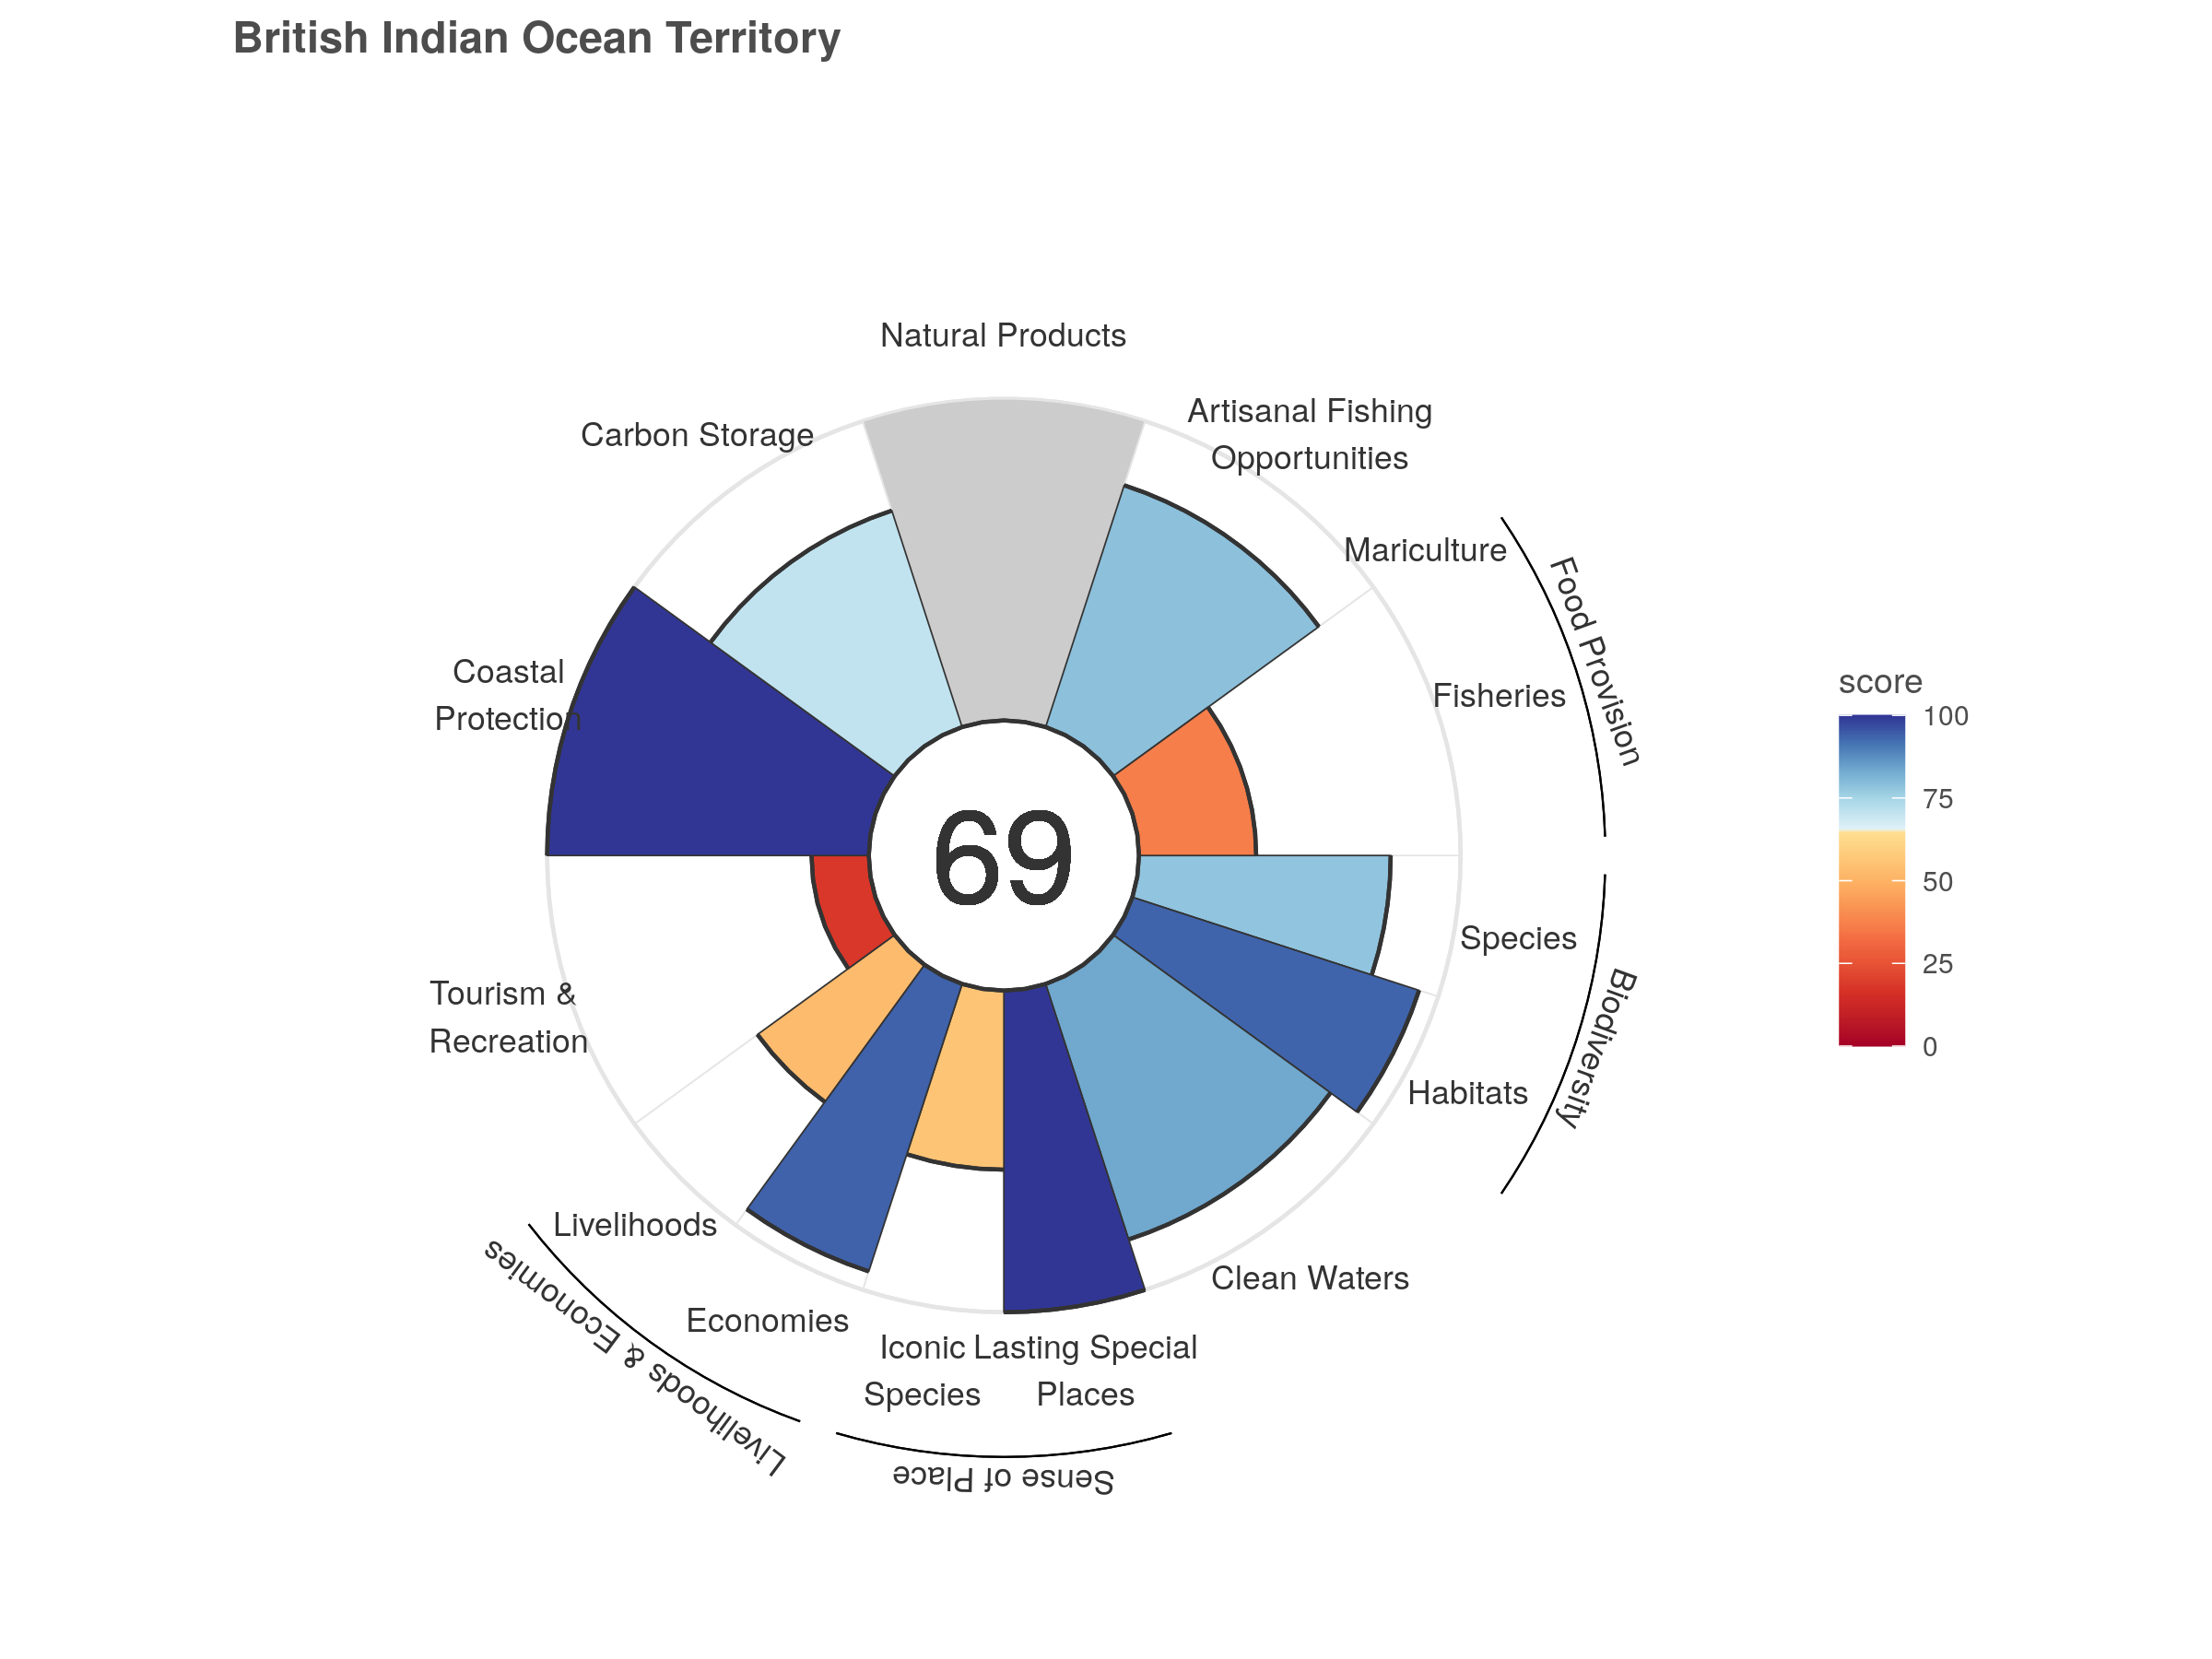 British Indian Ocean Territory
Natural Products
Artisanal Fishing
Opportunities
Carbon Storage
Mariculture
Food Provision
Fisheries
Coastal
Protection
69
score
100
75
50
25
0
Species
Biodiversity
Habitats
Tourism &
Recreation
Livelihoods
Livelihoods & Economies
Economies
Clean Waters
Iconic
Species
Lasting Special
Places
Sense of Place